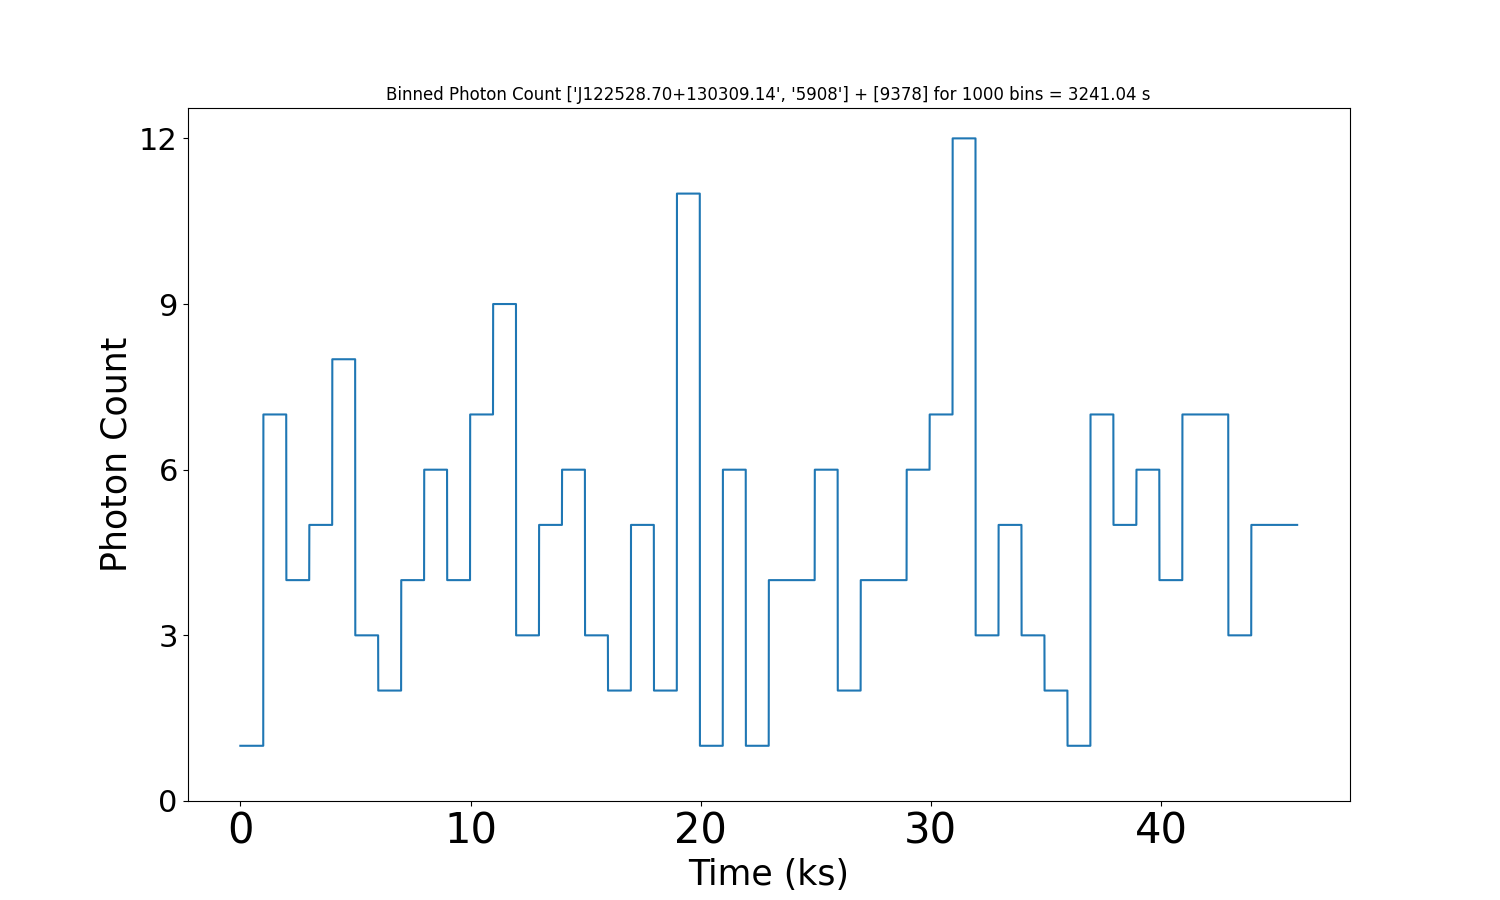 Binned Photon Count ['J122528.70+130309.14', '5908'] + [9378] for 1000 bins = 3241.04 s
12
9
6
3
0
Photon Count
0 10 20 30 40
Time (ks)